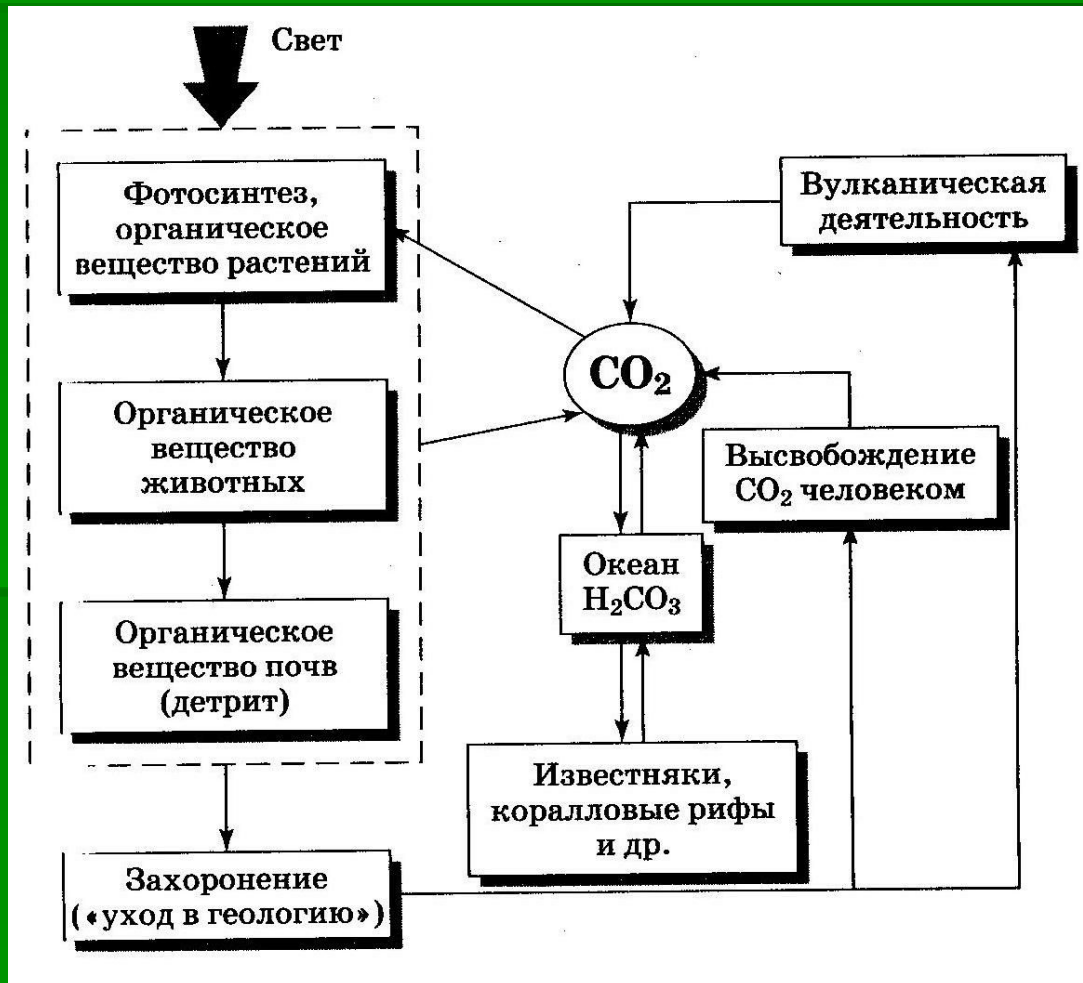 Свет
Фотосинтез,
органическое
вещество растений
Органическое
вещество
животных
Органическое
вещество почв
(детрит)
Захоронение
(«уход в геологию»)
Вулканическая
деятельность
CO₂
Высвобождение
CO₂ человеком
Океан
H₂CO₃
Известняки,
коралловые рифы
и др.